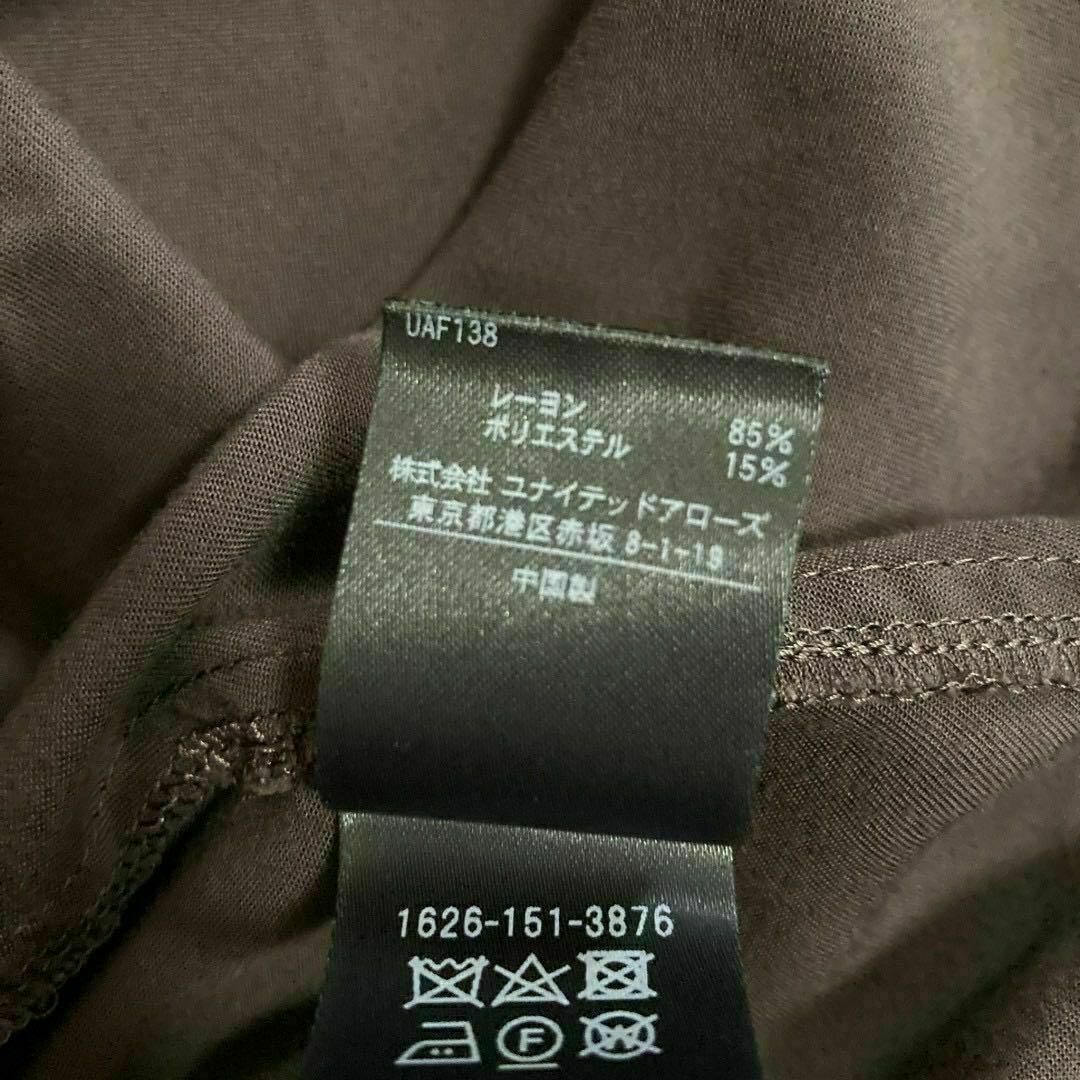 UAF138
レーヨン 85%
ポリエステル 15%
株式会社 ユナイテッドアローズ
東京都港区赤坂 8-1-19
中国製
1626-151-3876
F
W